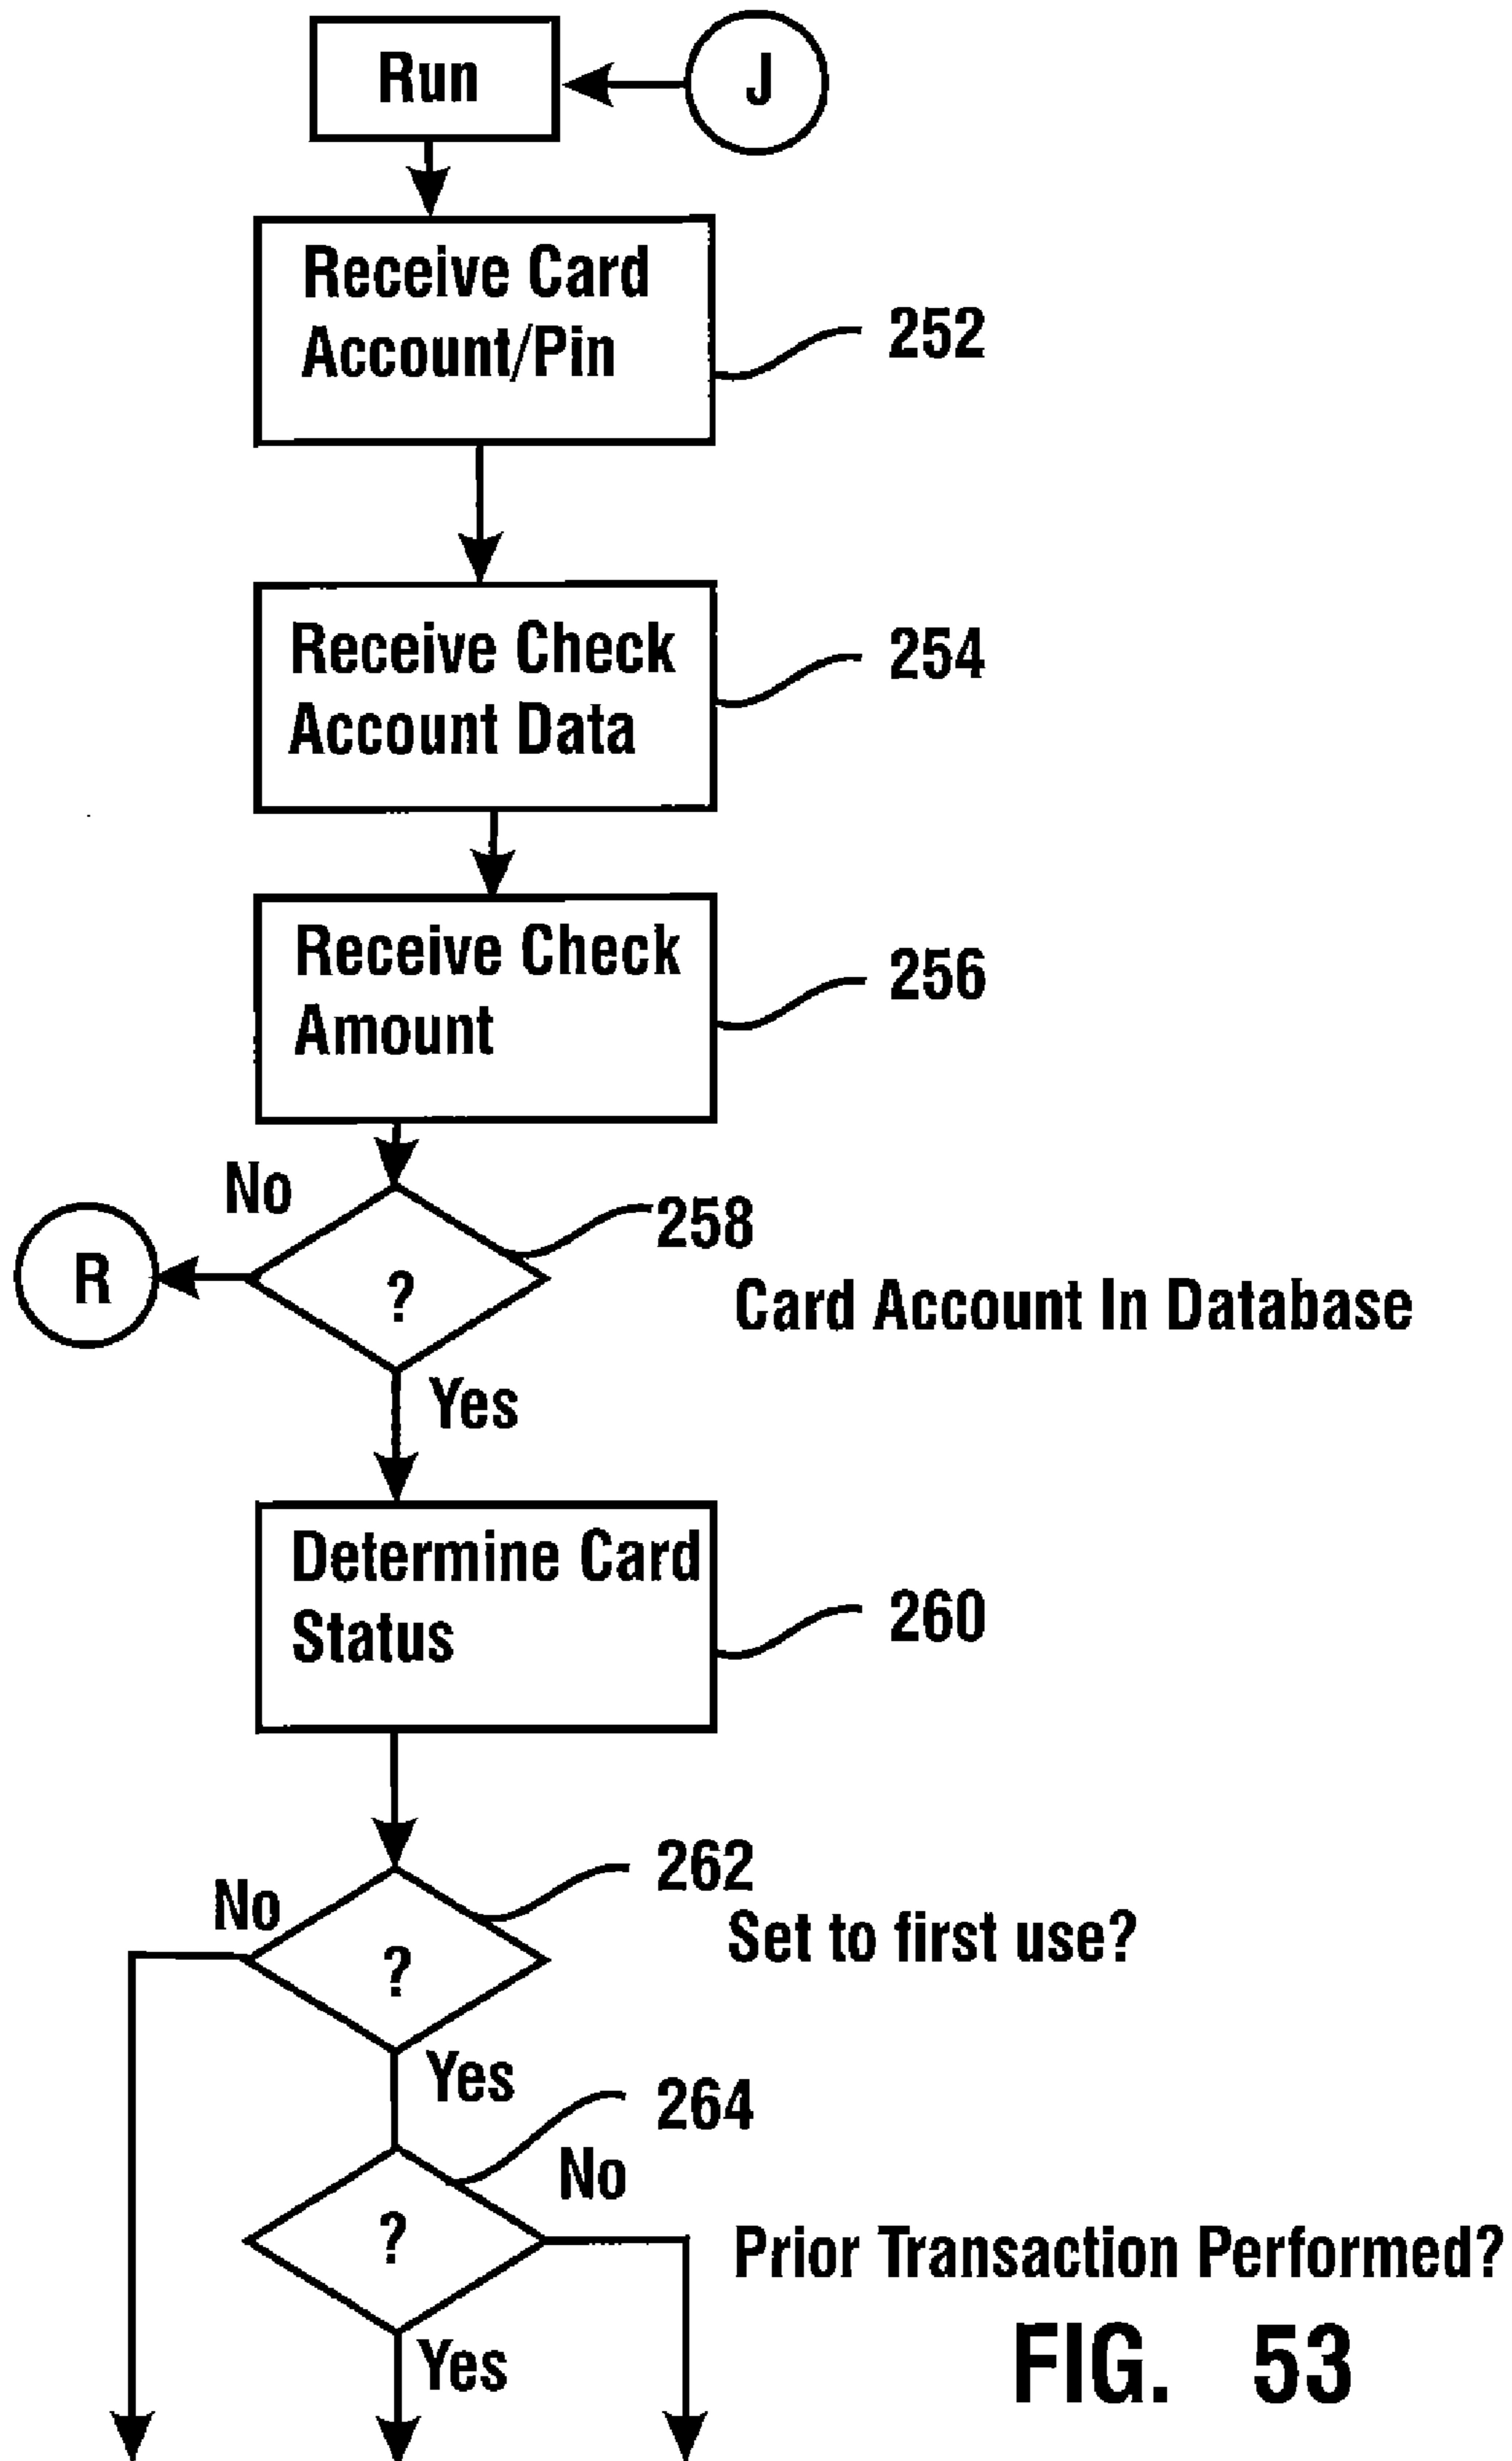 Run
J
Receive Card
Account/Pin
252
Receive Check
Account Data
254
Receive Check
Amount
256
No
258
R
?
Card Account In Database
Yes
Determine Card
Status
260
262
No
Set to first use?
?
Yes
264
No
?
Prior Transaction Performed?
Yes
FIG. 53